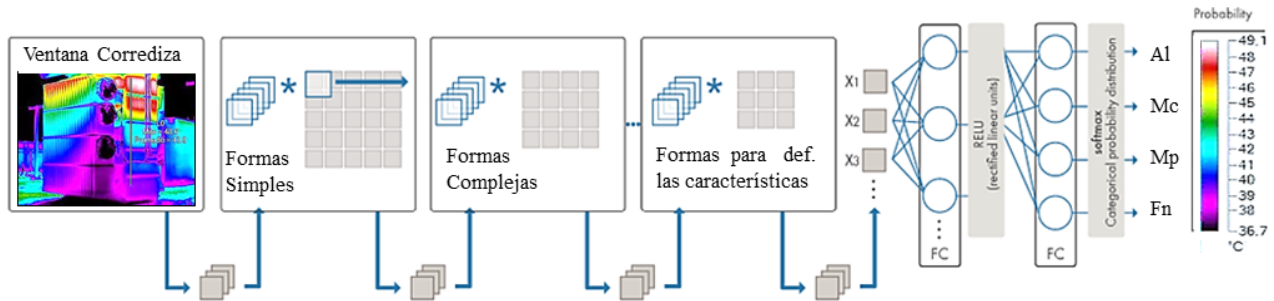 Ventana Corrediza
*
Formas
Simples
*
Formas
Complejas
...
*
Formas para def.
las características
X1
X2
X3
FC
RELU
(rectified linear units)
FC
softmax
Categorical probability distribution
Al
Mc
Mp
Fn
Probability
49,1
48
47
46
45
44
43
42
41
40
39
38
36.7
°C